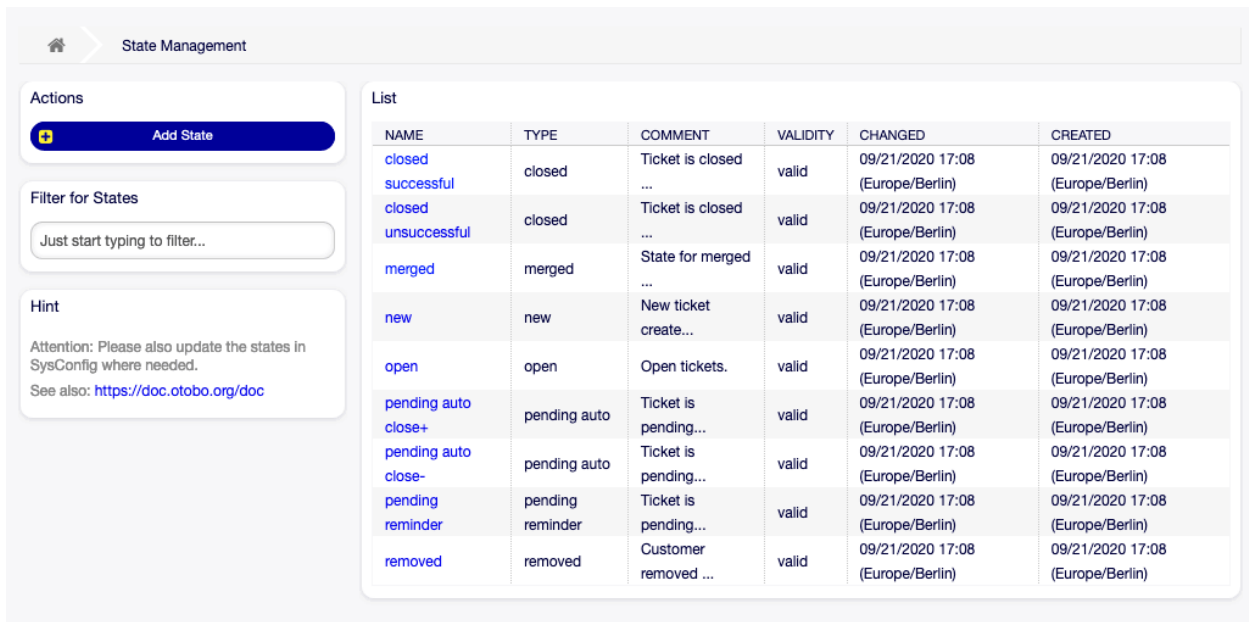 State Management
Actions
Add State
Filter for States
Just start typing to filter...
Hint
Attention: Please also update the states in
SysConfig where needed.
See also: https://doc.otobo.org/doc
List
NAME TYPE COMMENT VALIDITY CHANGED CREATED
closed successful closed Ticket is closed ... valid 09/21/2020 17:08 (Europe/Berlin) 09/21/2020 17:08 (Europe/Berlin)
closed unsuccessful closed Ticket is closed ... valid 09/21/2020 17:08 (Europe/Berlin) 09/21/2020 17:08 (Europe/Berlin)
merged merged State for merged ... valid 09/21/2020 17:08 (Europe/Berlin) 09/21/2020 17:08 (Europe/Berlin)
new new New ticket create... valid 09/21/2020 17:08 (Europe/Berlin) 09/21/2020 17:08 (Europe/Berlin)
open open Open tickets. valid 09/21/2020 17:08 (Europe/Berlin) 09/21/2020 17:08 (Europe/Berlin)
pending auto close+ pending auto Ticket is pending... valid 09/21/2020 17:08 (Europe/Berlin) 09/21/2020 17:08 (Europe/Berlin)
pending auto close- pending auto Ticket is pending... valid 09/21/2020 17:08 (Europe/Berlin) 09/21/2020 17:08 (Europe/Berlin)
pending reminder pending reminder Ticket is pending... valid 09/21/2020 17:08 (Europe/Berlin) 09/21/2020 17:08 (Europe/Berlin)
removed removed Customer removed ... valid 09/21/2020 17:08 (Europe/Berlin) 09/21/2020 17:08 (Europe/Berlin)